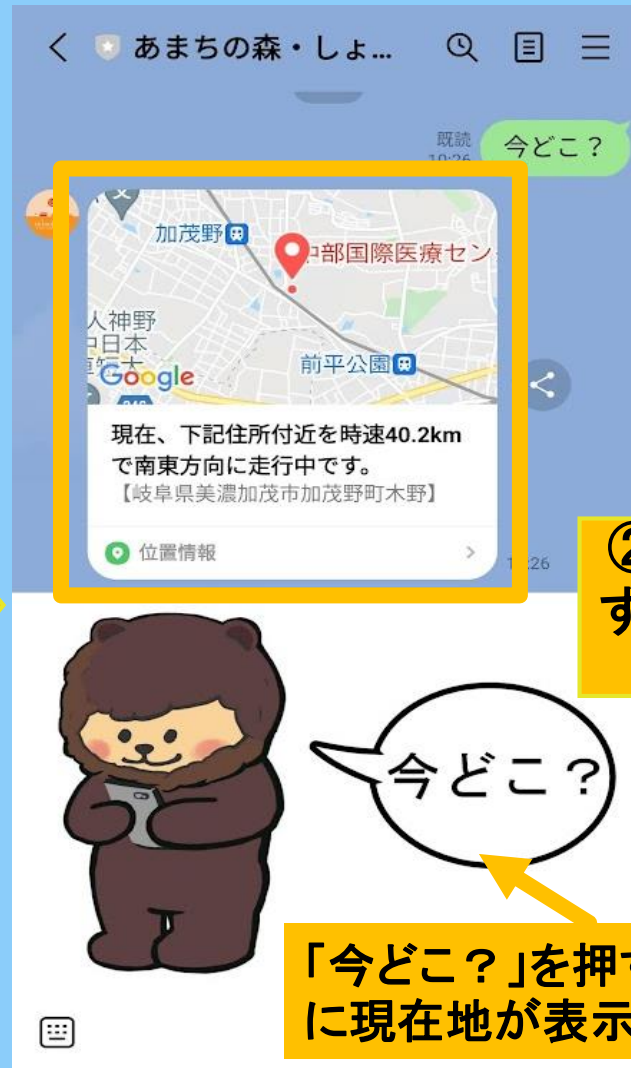 あまちの森・しょ...
既読
10:26
今どこ？
加茂野
中部国際医療セン
神野
日本
Google
前平公園
現在、下記住所付近を時速40.2km
で南東方向に走行中です。
【岐阜県美濃加茂市加茂野町木野】
位置情報
:26
②
す
今どこ？
「今どこ？」を押す
に現在地が表示